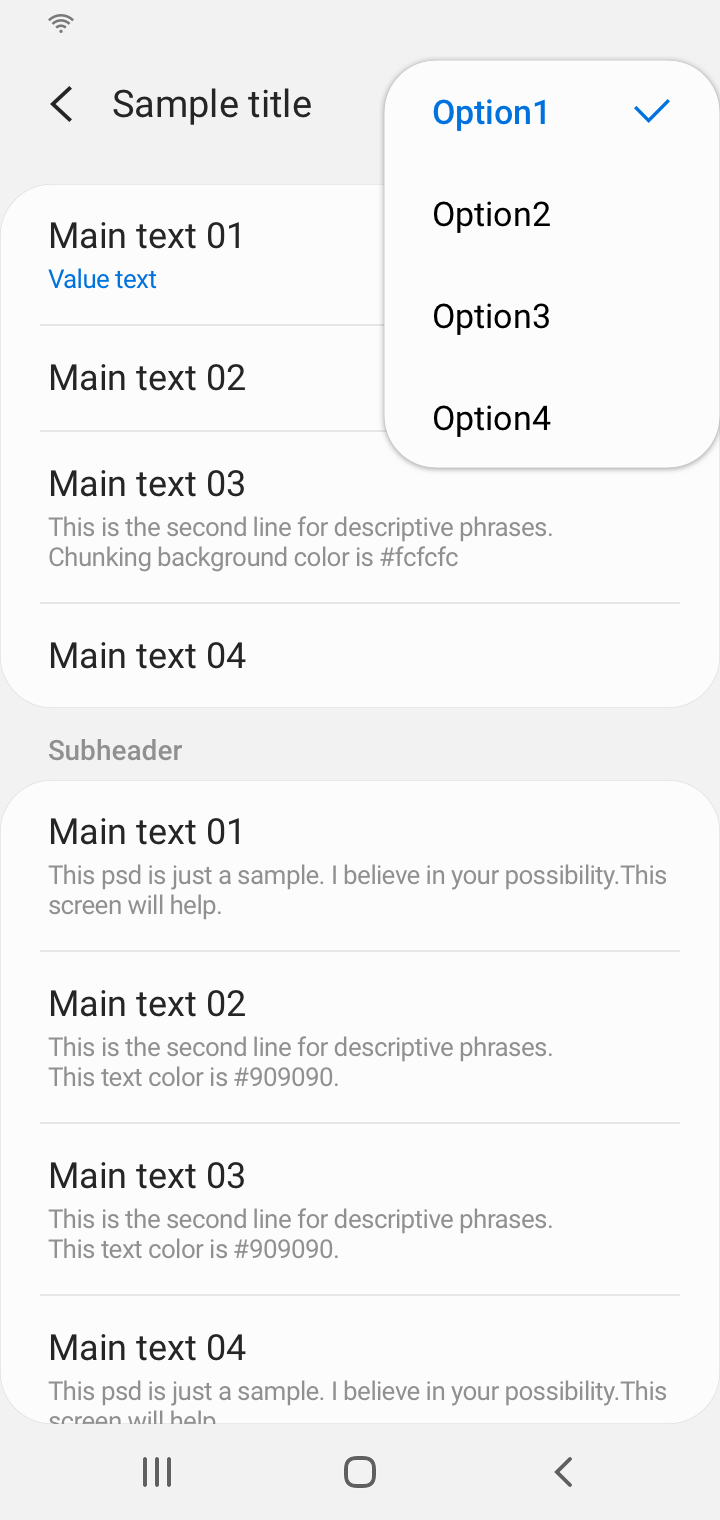 Sample title
Option1
Option2
Option3
Option4
Main text 01
Value text
Main text 02
Main text 03
This is the second line for descriptive phrases.
Chunking background color is #fcfcfc
Main text 04
Subheader
Main text 01
This psd is just a sample. I believe in your possibility.This
screen will help.
Main text 02
This is the second line for descriptive phrases.
This text color is #909090.
Main text 03
This is the second line for descriptive phrases.
This text color is #909090.
Main text 04
This psd is just a sample. I believe in your possibility.This
screen will help.